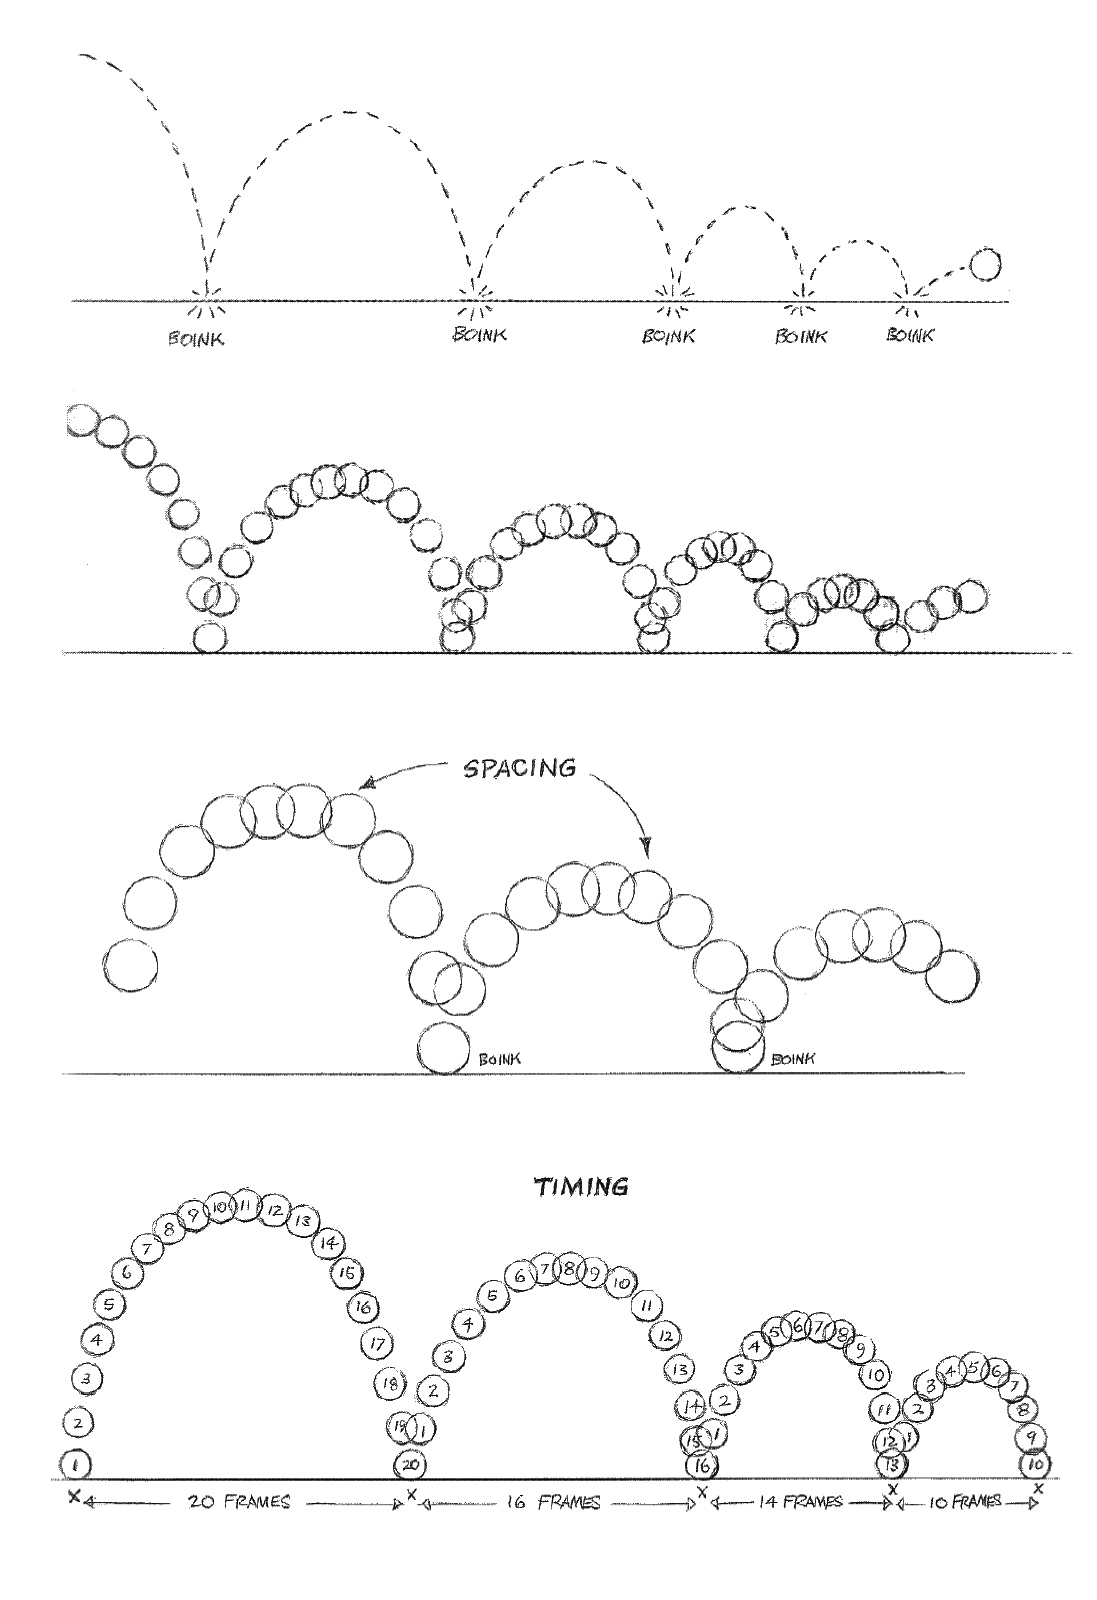 BOINK BOINK BOINK BOINK BOINK
SPACING
BOINK BOINK
TIMING
1 2 3 4 5 6 7 8 9 10 11 12 13 14 15 16 17 18 19 20
1 2 3 4 5 6 7 8 9 10 11 12 13 14 15 16
1 2 3 4 5 6 7 8 9 10 11 12 13
1 2 3 4 5 6 7 8 9 10
X 20 FRAMES X 16 FRAMES X 14 FRAMES X 10 FRAMES X